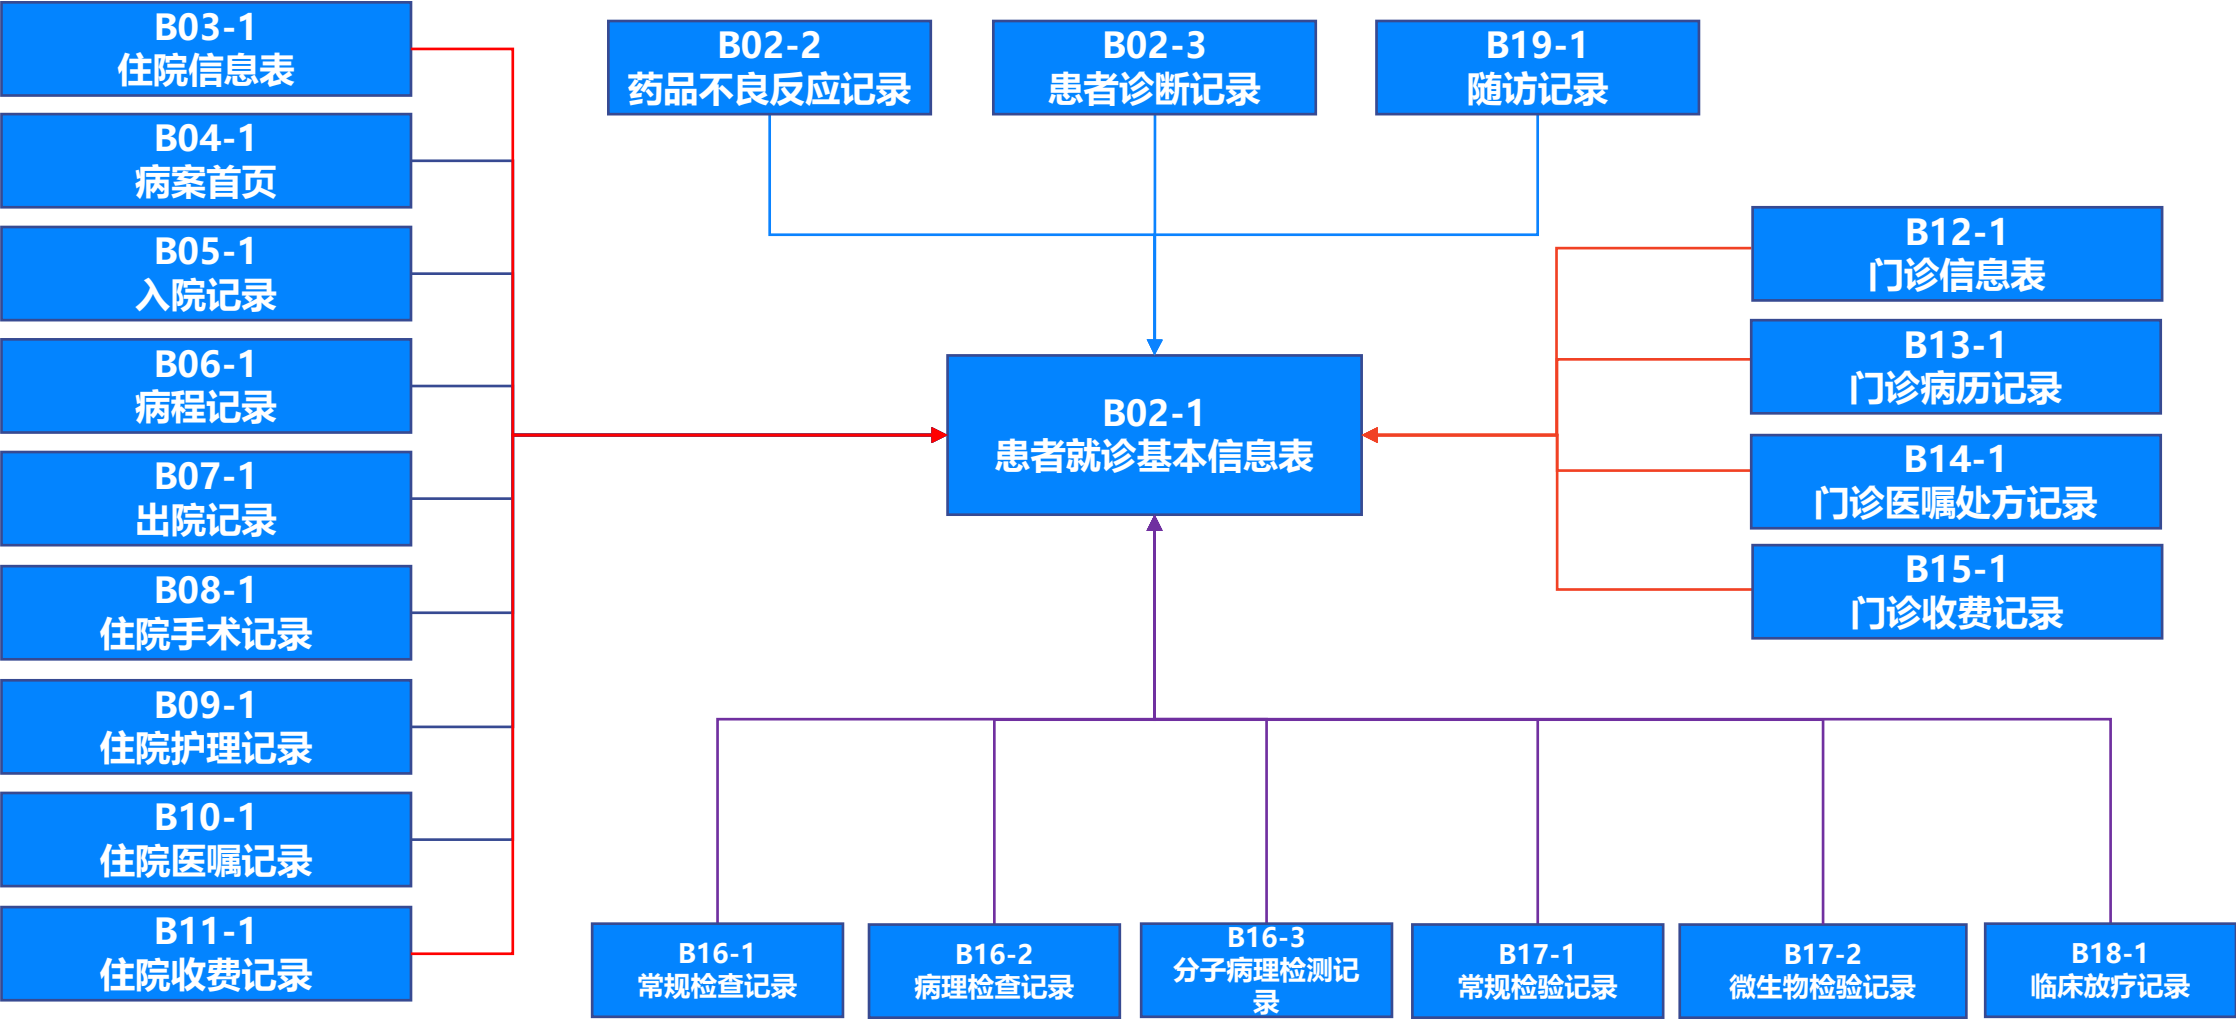 B03-1
住院信息表
B04-1
病案首页
B05-1
入院记录
B06-1
病程记录
B07-1
出院记录
B08-1
住院手术记录
B09-1
住院护理记录
B10-1
住院医嘱记录
B11-1
住院收费记录
B02-2
药品不良反应记录
B02-3
患者诊断记录
B19-1
随访记录
B02-1
患者就诊基本信息表
B12-1
门诊信息表
B13-1
门诊病历记录
B14-1
门诊医嘱处方记录
B15-1
门诊收费记录
B16-1
常规检查记录
B16-2
病理检查记录
B16-3
分子病理检测记
录
B17-1
常规检验记录
B17-2
微生物检验记录
B18-1
临床放疗记录